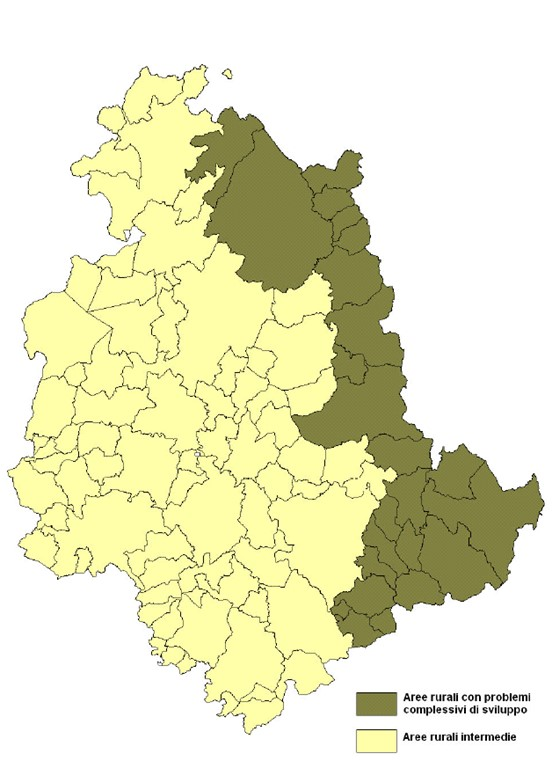 Aree rurali con problemi
complessivi di sviluppo
Aree rurali intermedie